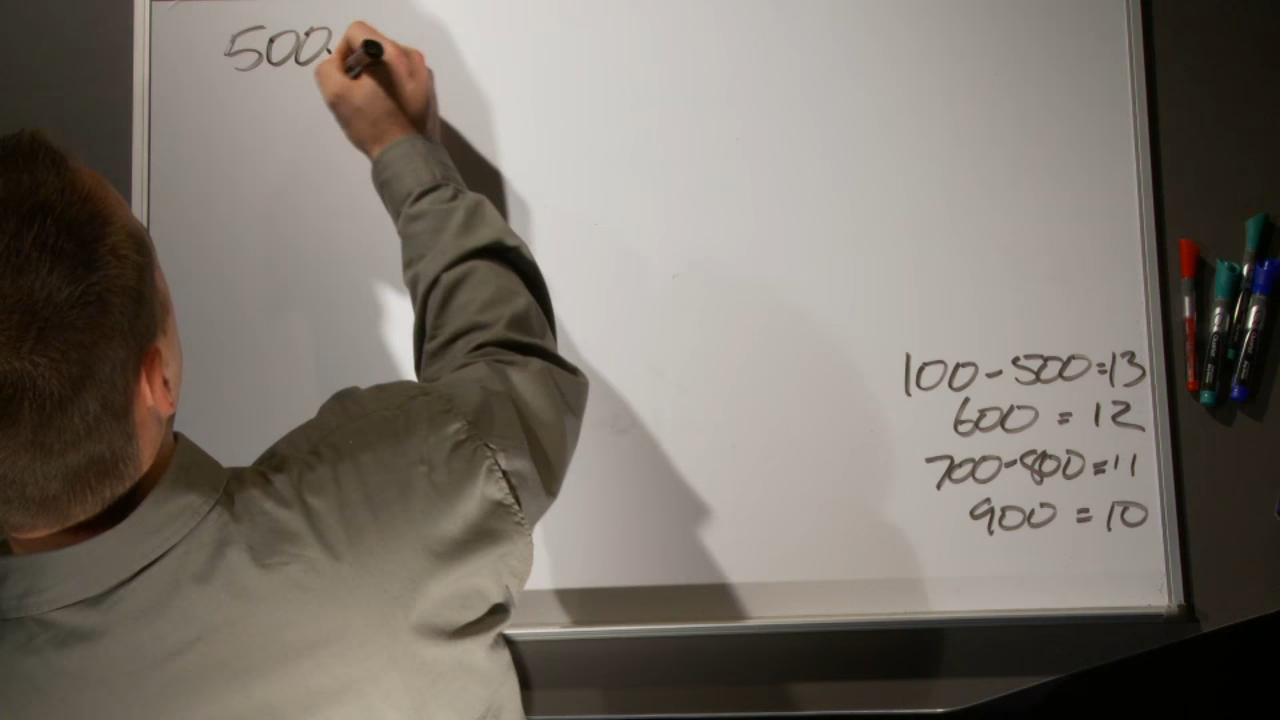 500.
100-500=13
600 = 12
700-800=11
900 = 10